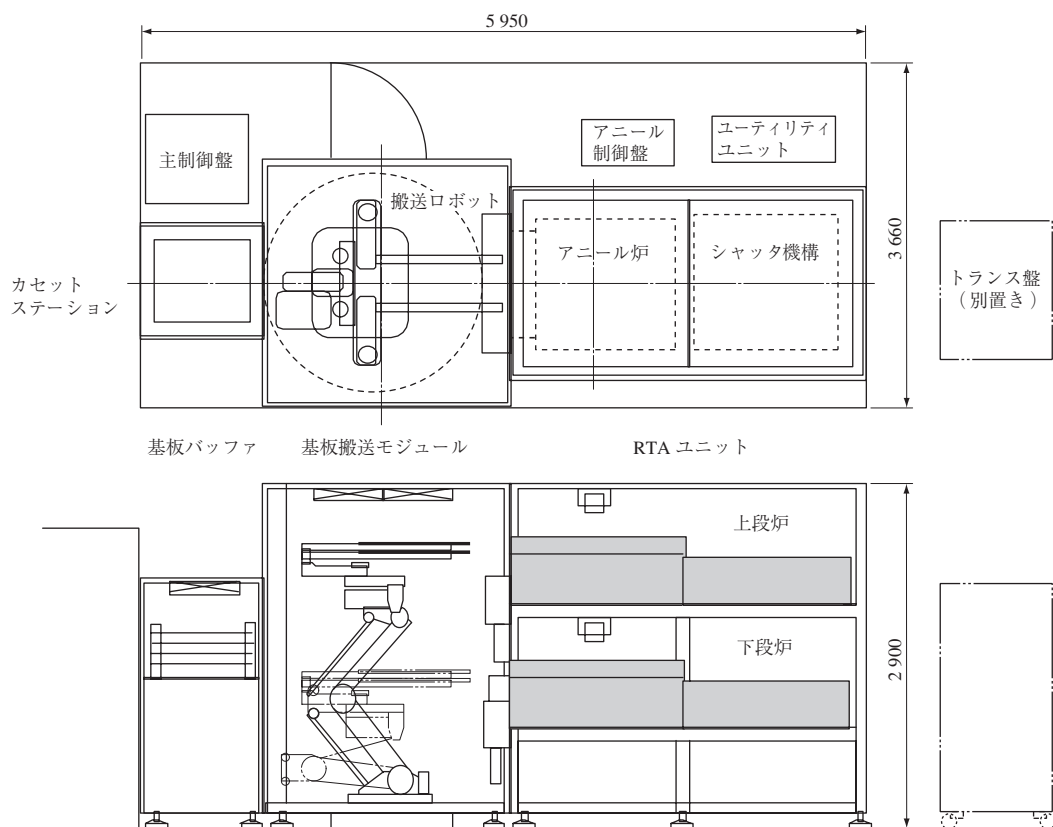 5 950
主制御盤
アニール
制御盤
ユーティリティ
ユニット
搬送ロボット
アニール炉
シャッタ機構
3 660
カセット
ステーション
トランス盤
（別置き）
基板バッファ
基板搬送モジュール
RTA ユニット
上段炉
下段炉
2 900